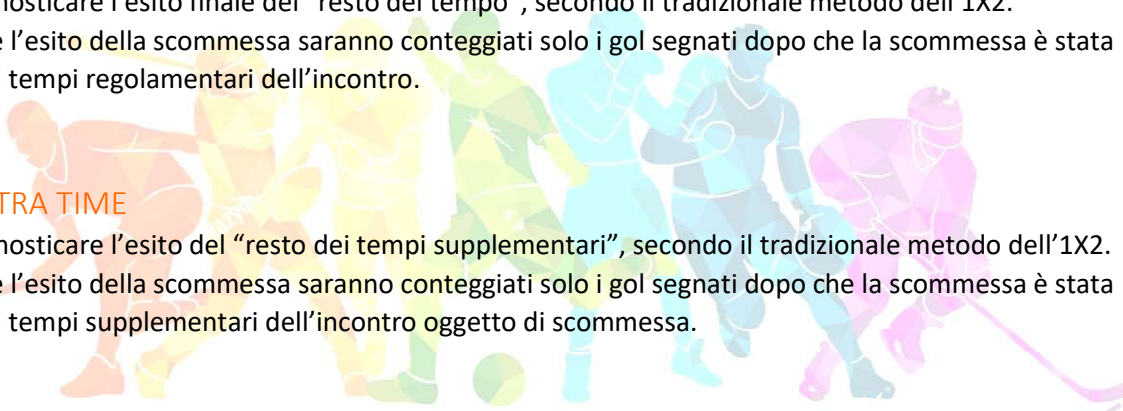 nosticare l'esito finale del "resto del tempo", secondo il tradizionale metodo dell'1X2.
e l'esito della scommessa saranno conteggiati solo i gol segnati dopo che la scommessa è stata
i tempi regolamentari dell'incontro.
TRA TIME
nosticare l'esito del "resto dei tempi supplementari", secondo il tradizionale metodo dell'1X2.
e l'esito della scommessa saranno conteggiati solo i gol segnati dopo che la scommessa è stata
i tempi supplementari dell'incontro oggetto di scommessa.